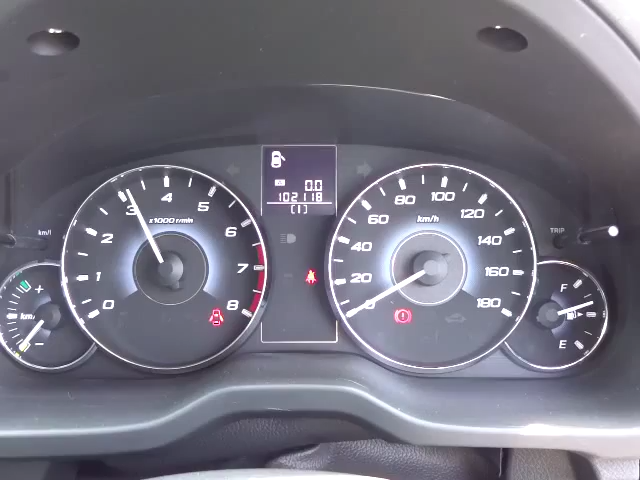 0 1 2 3 4 5 6 7 8
x1000 r/min
km/l
+
km/l
-
0.0
102118
[1]
0 20 40 60 80 100 120 140 160 180
km/h
TRIP
F
E